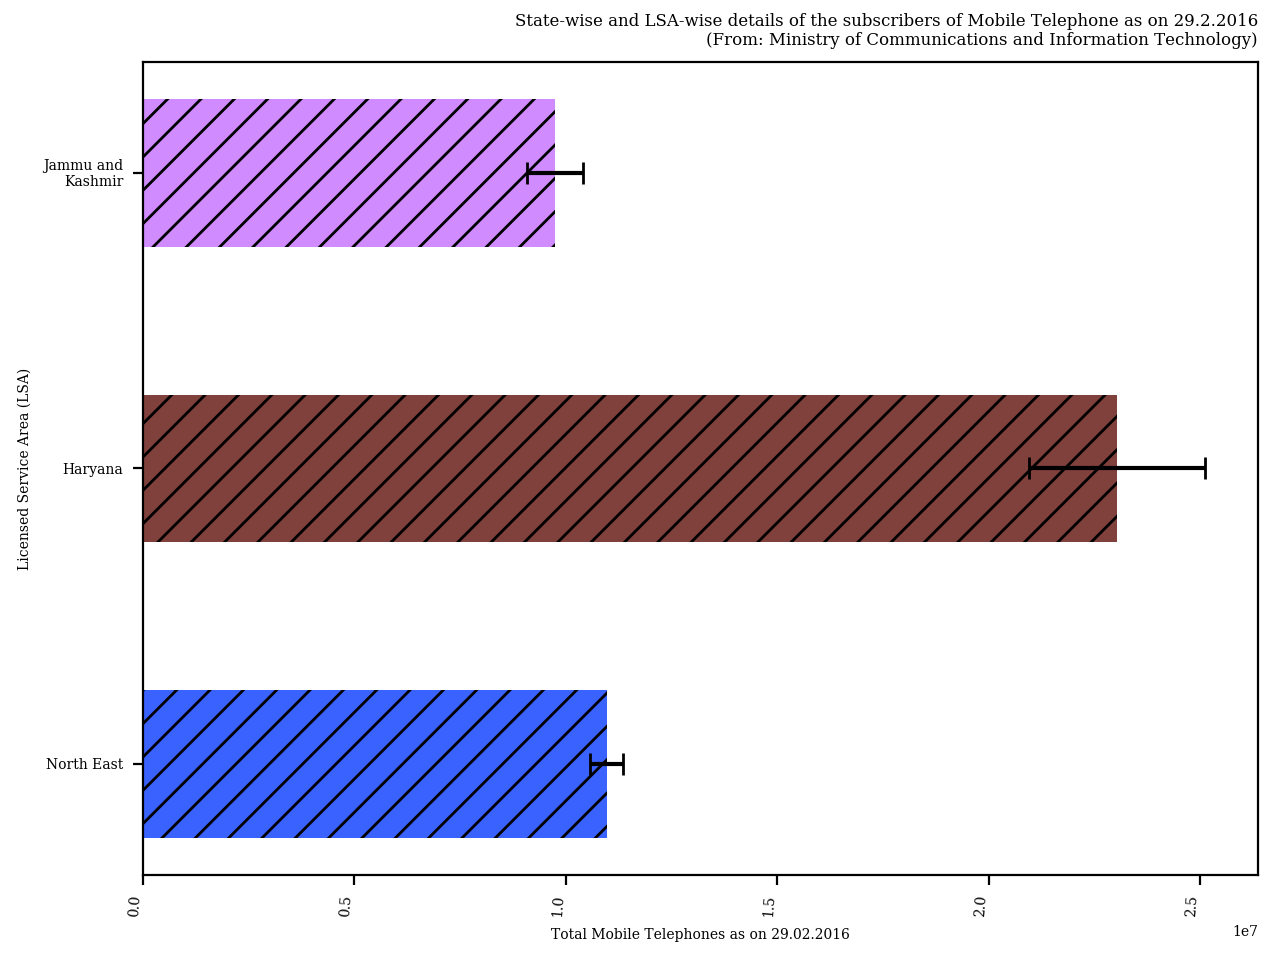 State-wise and LSA-wise details of the subscribers of Mobile Telephone as on 29.2.2016
(From: Ministry of Communications and Information Technology)
Jammu and
Kashmir
Haryana
North East
Licensed Service Area (LSA)
0.0
0.5
1.0
1.5
2.0
2.5
1e7
Total Mobile Telephones as on 29.02.2016